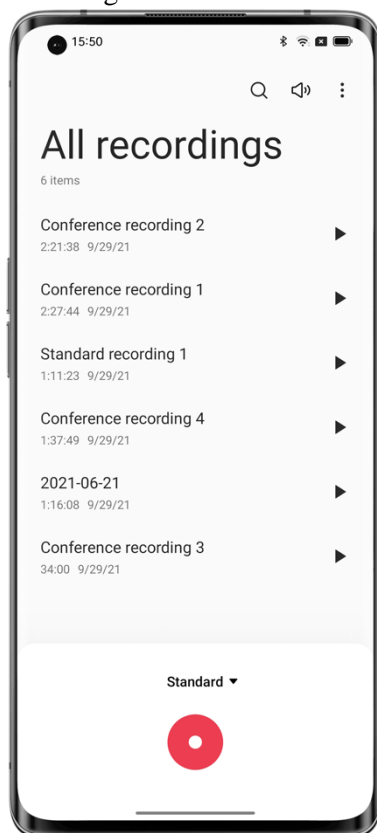 15:50
All recordings
6 items
Conference recording 2
2:21:38 9/29/21
Conference recording 1
2:27:44 9/29/21
Standard recording 1
1:11:23 9/29/21
Conference recording 4
1:37:49 9/29/21
2021-06-21
1:16:08 9/29/21
Conference recording 3
34:00 9/29/21
Standard